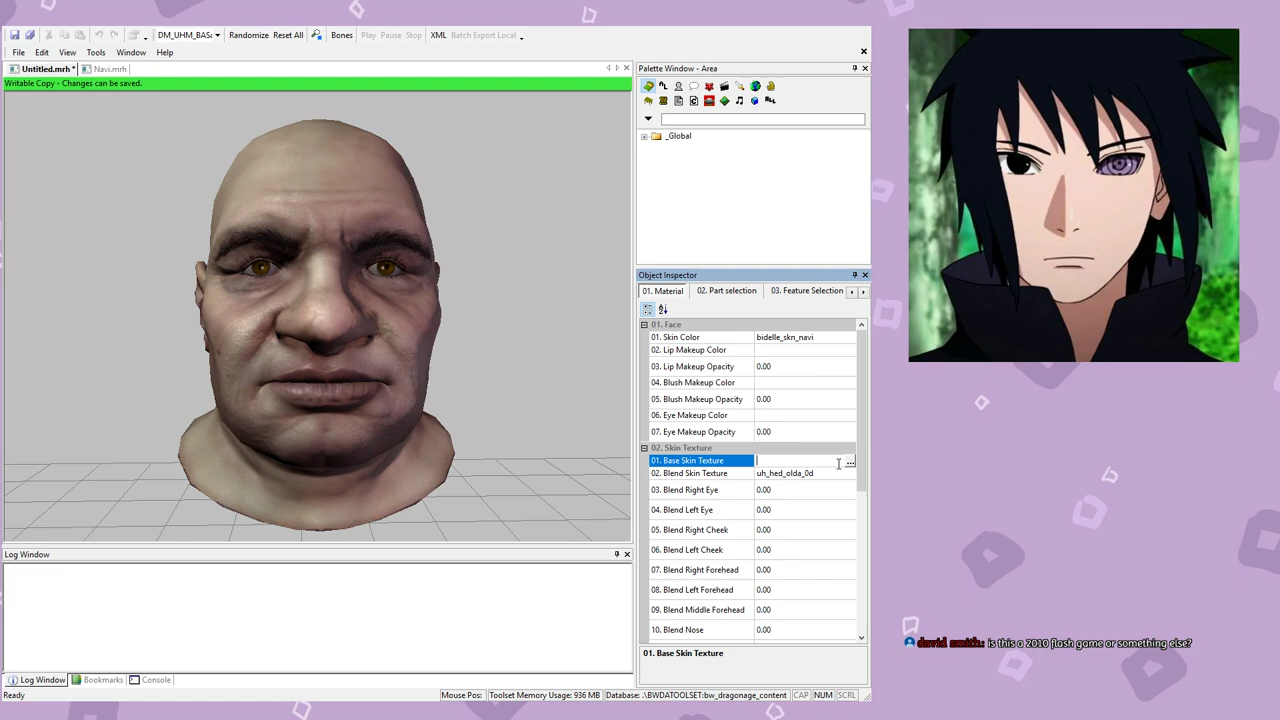 DM_UHM_BAS
Randomize Reset All
Bones
Play Pause Stop
XML
Batch Export Local
File Edit View Tools Window Help
Untitled.mrh *
Navi.mrh
Writable Copy - Changes can be saved.
Palette Window - Area
_Global
Object Inspector
01. Material
02. Part selection
03. Feature Selection
01. Face
01. Skin Color bidelle_skn_navi
02. Lip Makeup Color
03. Lip Makeup Opacity 0.00
04. Blush Makeup Color
05. Blush Makeup Opacity 0.00
06. Eye Makeup Color
07. Eye Makeup Opacity 0.00
02. Skin Texture
01. Base Skin Texture ...
02. Blend Skin Texture uh_hed_olda_0d
03. Blend Right Eye 0.00
04. Blend Left Eye 0.00
05. Blend Right Cheek 0.00
06. Blend Left Cheek 0.00
07. Blend Right Forehead 0.00
08. Blend Left Forehead 0.00
09. Blend Middle Forehead 0.00
10. Blend Nose 0.00
01. Base Skin Texture
Log Window
Log Window Bookmarks Console
Ready
Mouse Pos:
Toolset Memory Usage: 936 MB
Database: .\BWDATOOLSET:bw_dragonage_content
CAP NUM SCRL
david smith: is this a 2010 flash game or something else?